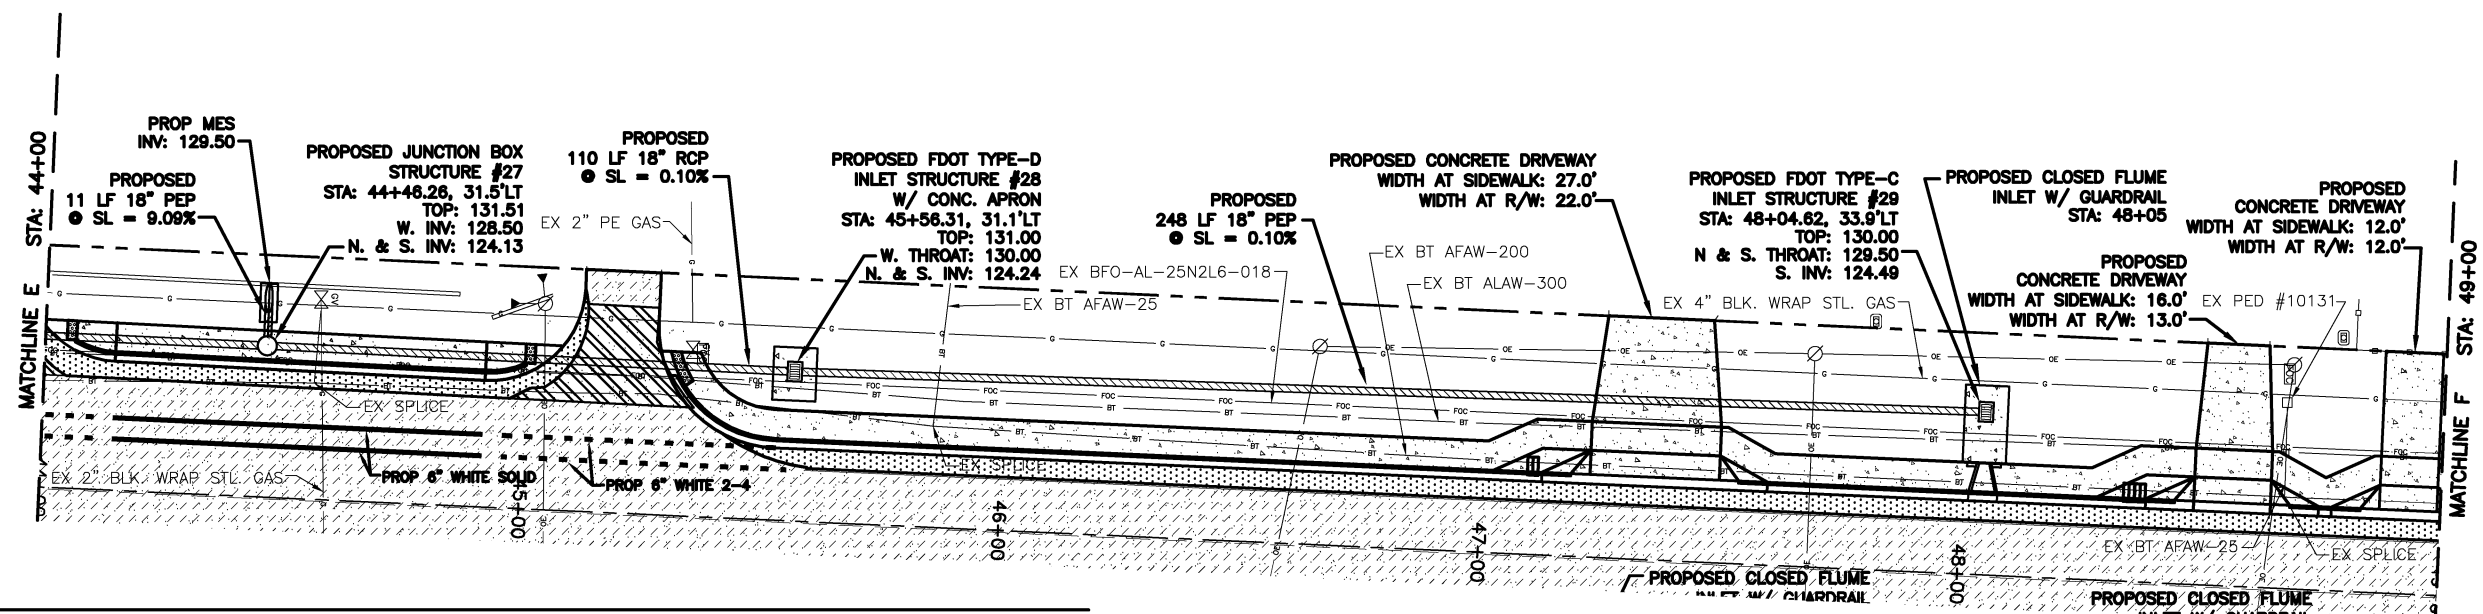 MATCHLINE E STA: 44+00
PROP MES
INV: 129.50
PROPOSED
11 LF 18" PEP
@ SL = 9.09%
PROPOSED JUNCTION BOX
STRUCTURE #27
STA: 44+46.26, 31.5'LT
TOP: 131.51
W. INV: 128.50
N. & S. INV: 124.13
EX 2" PE GAS
PROPOSED
110 LF 18" RCP
@ SL = 0.10%
PROPOSED FDOT TYPE-D
INLET STRUCTURE #28
W/ CONC. APRON
STA: 45+56.31, 31.1'LT
TOP: 131.00
W. THROAT: 130.00
N. & S. INV: 124.24
EX BT AFAW-25
EX BFO-AL-25N2L6-018
PROPOSED
248 LF 18" PEP
@ SL = 0.10%
EX BT AFAW-200
EX BT ALAW-300
PROPOSED CONCRETE DRIVEWAY
WIDTH AT SIDEWALK: 27.0'
WIDTH AT R/W: 22.0'
PROPOSED FDOT TYPE-C
INLET STRUCTURE #29
STA: 48+04.62, 33.9'LT
TOP: 130.00
N & S. THROAT: 129.50
S. INV: 124.49
EX 4" BLK. WRAP STL. GAS
PROPOSED CLOSED FLUME
INLET W/ GUARDRAIL
STA: 48+05
PROPOSED
CONCRETE DRIVEWAY
WIDTH AT SIDEWALK: 16.0'
WIDTH AT R/W: 13.0'
PROPOSED
CONCRETE DRIVEWAY
WIDTH AT SIDEWALK: 12.0'
WIDTH AT R/W: 12.0'
EX PED #10131
MATCHLINE F STA: 49+00
GV
EX SPLICE
EX 2" BLK. WRAP STL. GAS
PROP 6" WHITE SOLID
PROP 6" WHITE 2-4
EX SPLICE
45+00
46+00
47+00
48+00
EX BT AFAW-25
EX SPLICE
PROPOSED CLOSED FLUME
INLET W/ GUARDRAIL
PROPOSED CLOSED FLUME
INLET W/ GUARDRAIL